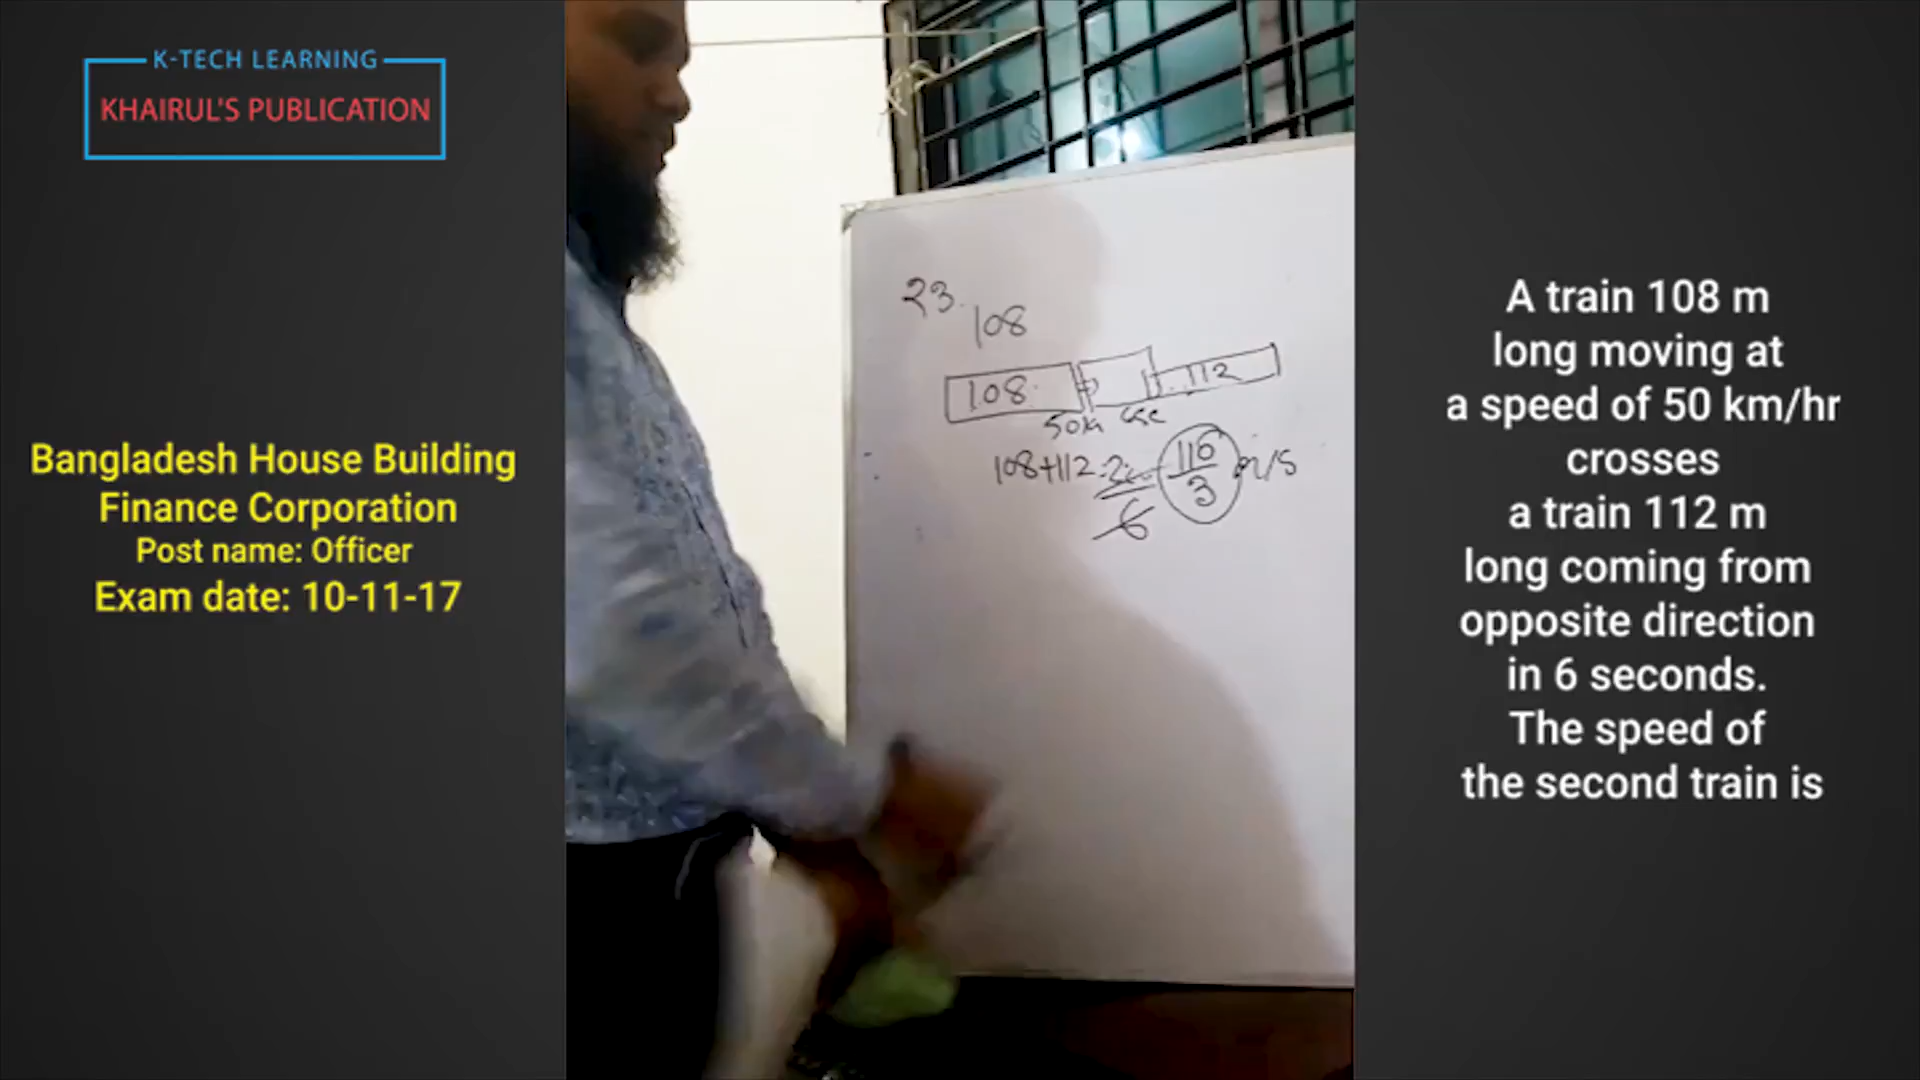 K-TECH LEARNING
KHAIRUL'S PUBLICATION
Bangladesh House Building
Finance Corporation
Post name: Officer
Exam date: 10-11-17
২3.
108
108 112
108+112 110/3 m/s
6
A train 108 m
long moving at
a speed of 50 km/hr
crosses
a train 112 m
long coming from
opposite direction
in 6 seconds.
The speed of
the second train is